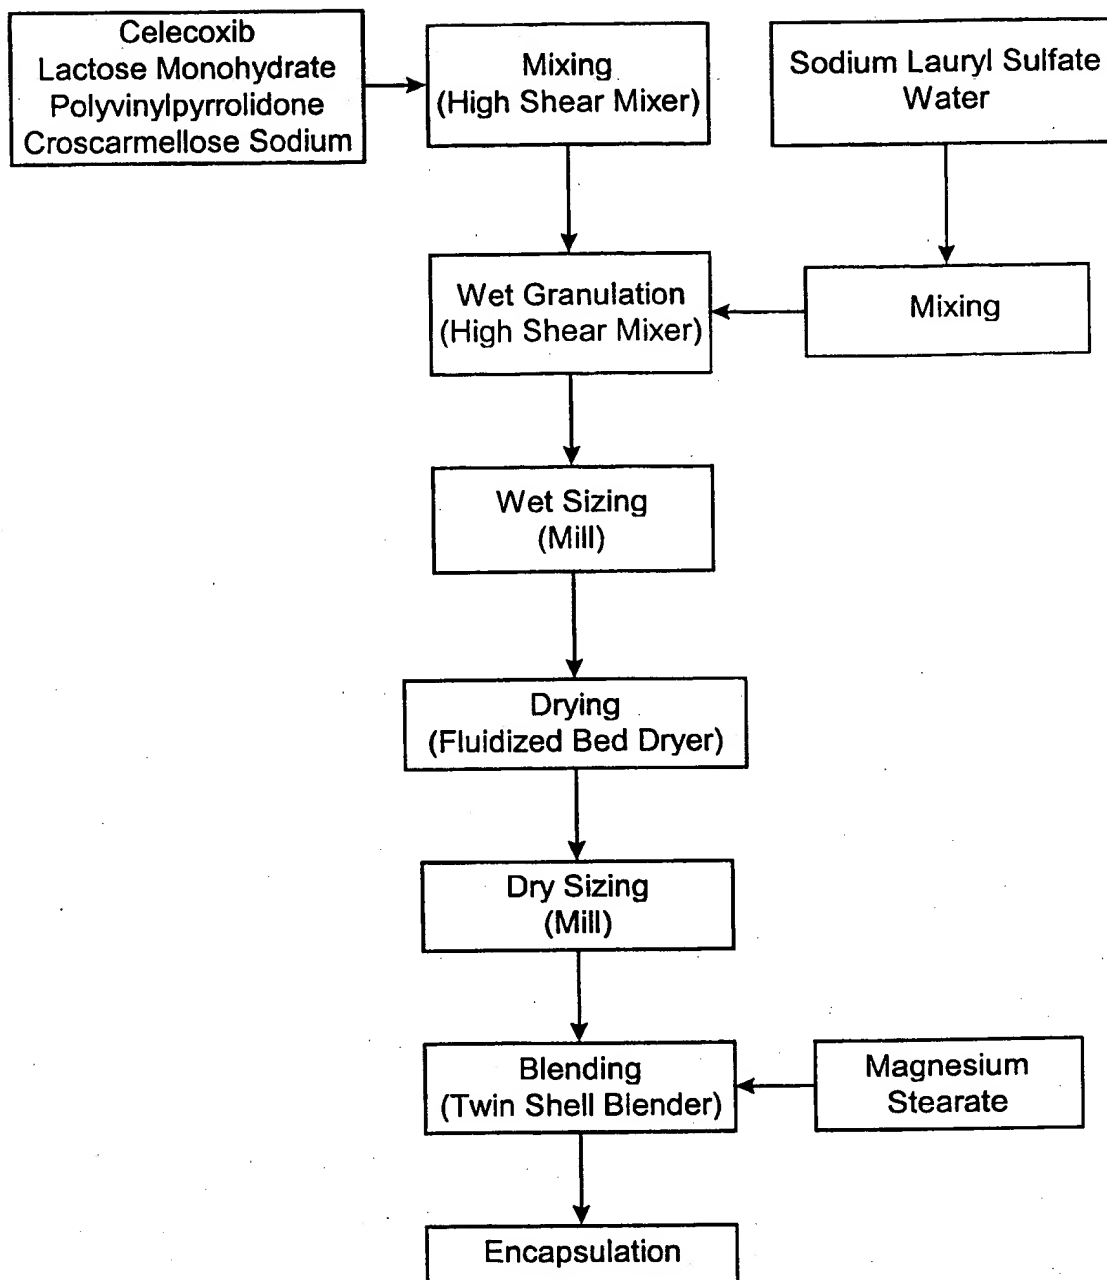 Celecoxib
Lactose Monohydrate
Polyvinylpyrrolidone
Croscarmellose Sodium
Mixing
(High Shear Mixer)
Sodium Lauryl Sulfate
Water
Wet Granulation
(High Shear Mixer)
Mixing
Wet Sizing
(Mill)
Drying
(Fluidized Bed Dryer)
Dry Sizing
(Mill)
Blending
(Twin Shell Blender)
Magnesium
Stearate
Encapsulation